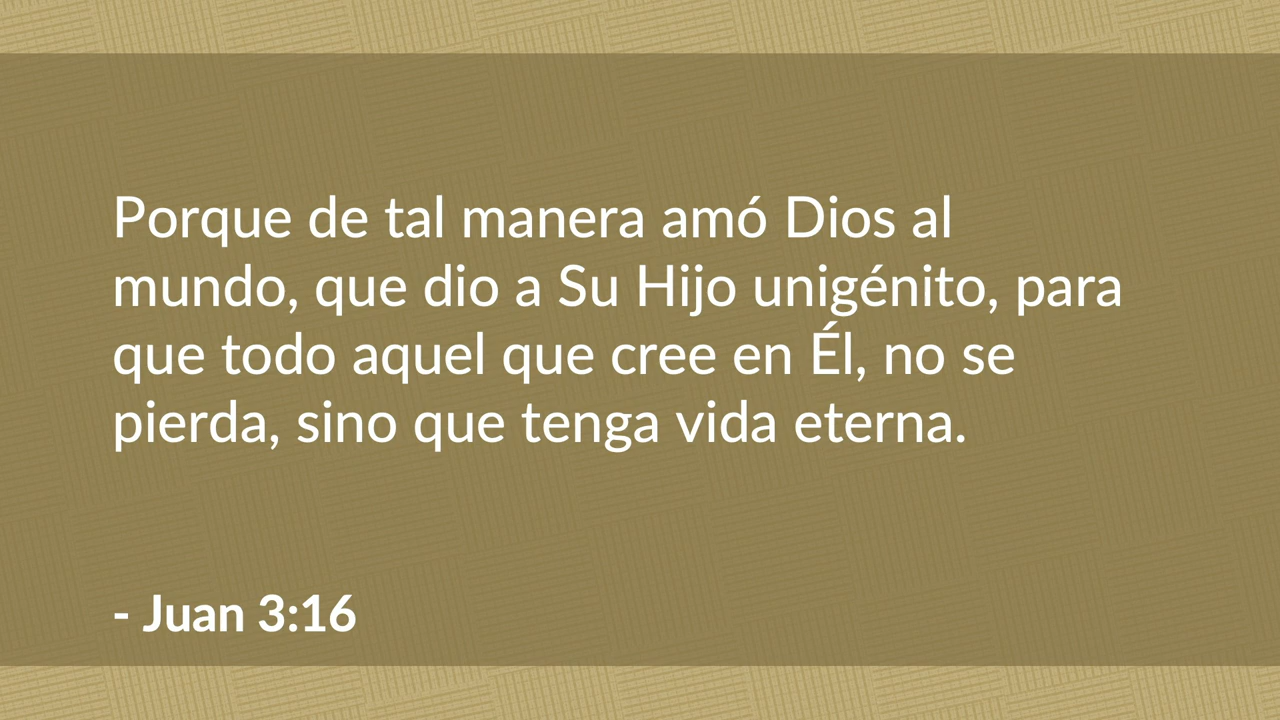 Porque de tal manera amó Dios al
mundo, que dio a Su Hijo unigénito, para
que todo aquel que cree en Él, no se
pierda, sino que tenga vida eterna.
- Juan 3:16